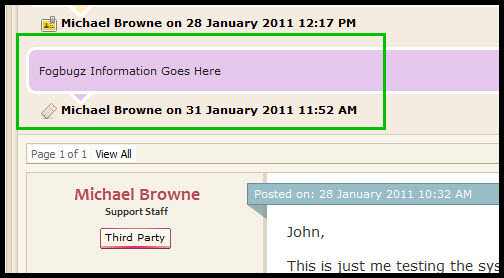 Michael Browne on 28 January 2011 12:17 PM
Fogbugz Information Goes Here
Michael Browne on 31 January 2011 11:52 AM
Page 1 of 1 View All
Michael Browne
Support Staff
Third Party
Posted on: 28 January 2011 10:32 AM
John,
This is just me testing the sys